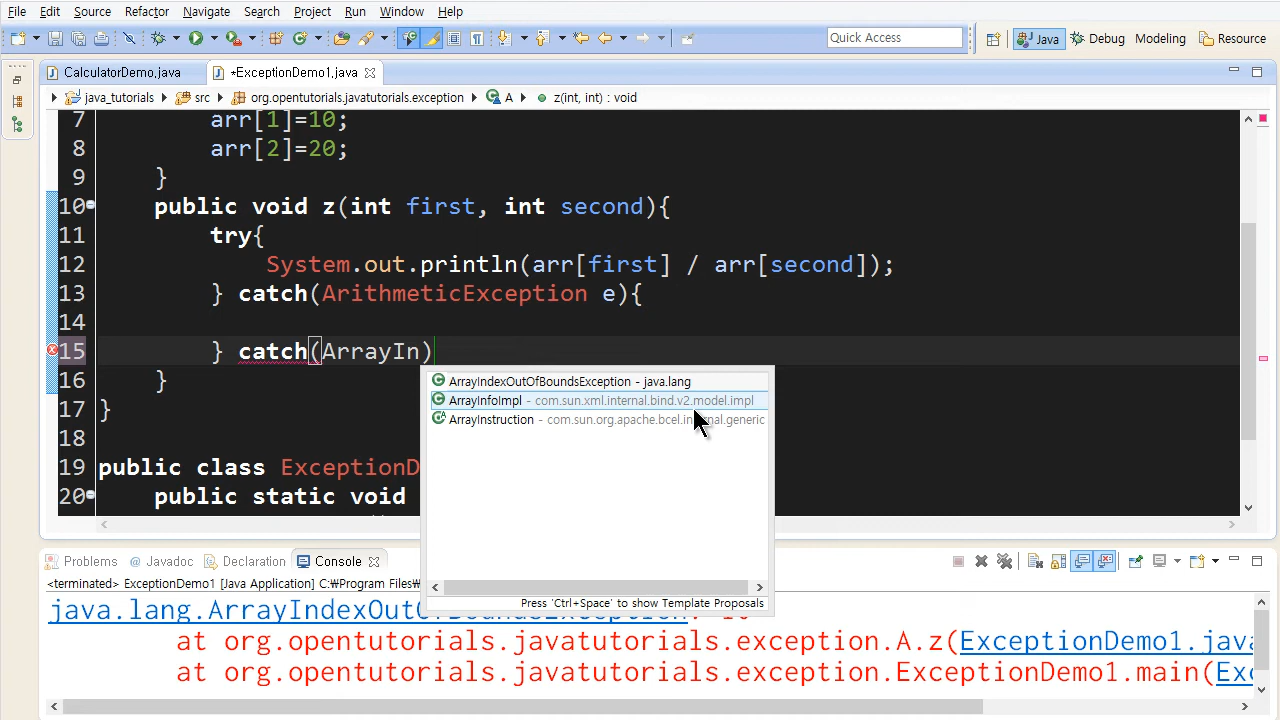 File Edit Source Refactor Navigate Search Project Run Window Help
Quick Access Java Debug Modeling Resource
CalculatorDemo.java *ExceptionDemo1.java
java_tutorials src org.opentutorials.javatutorials.exception A z(int, int) : void
7 arr[1]=10;
8 arr[2]=20;
9 }
10 public void z(int first, int second){
11 try{
12 System.out.println(arr[first] / arr[second]);
13 } catch(ArithmeticException e){
14
15 } catch(ArrayIn)
16 }
17 }
18
19 public class ExceptionD
20 public static void
ArrayIndexOutOfBoundsException - java.lang
ArrayInfoImpl - com.sun.xml.internal.bind.v2.model.impl
ArrayInstruction - com.sun.org.apache.bcel.internal.generic
Press 'Ctrl+Space' to show Template Proposals
Problems @ Javadoc Declaration Console
<terminated> ExceptionDemo1 [Java Application] C:₩Program Files₩
java.lang.ArrayIndexOutOfBoundsException: 10
at org.opentutorials.javatutorials.exception.A.z(ExceptionDemo1.java
at org.opentutorials.javatutorials.exception.ExceptionDemo1.main(Exc